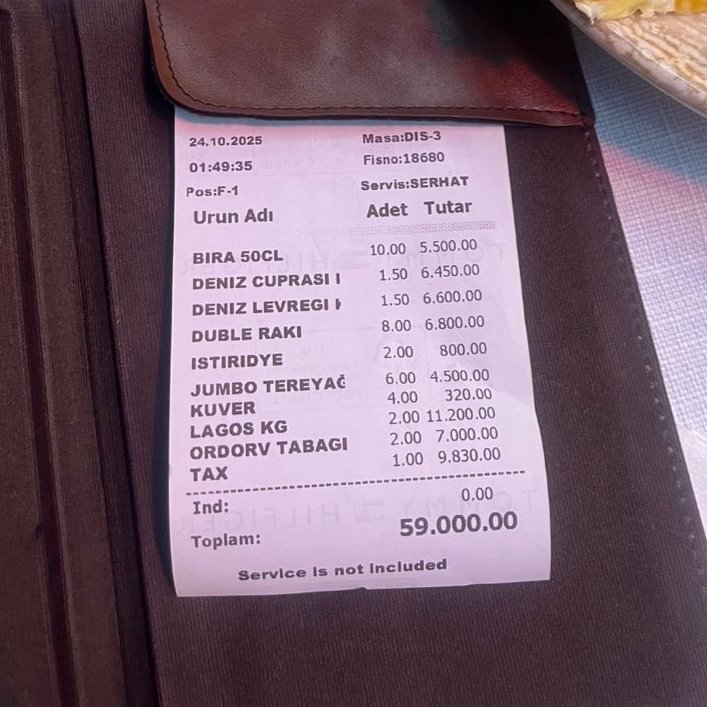 24.10.2025 Masa:DIS-3
01:49:35 Fisno:18680
Pos:F-1 Servis:SERHAT
Urun Adı Adet Tutar
BIRA 50CL 10.00 5.500.00
DENIZ CUPRASI I 1.50 6.450.00
DENIZ LEVREGI 1.50 6.600.00
DUBLE RAKI 8.00 6.800.00
ISTIRIDYE 2.00 800.00
JUMBO TEREYAĞ 6.00 4.500.00
KUVER 4.00 320.00
LAGOS KG 2.00 11.200.00
ORDORV TABAGI 2.00 7.000.00
TAX 1.00 9.830.00
Ind: 0.00
Toplam: 59.000.00
Service is not included